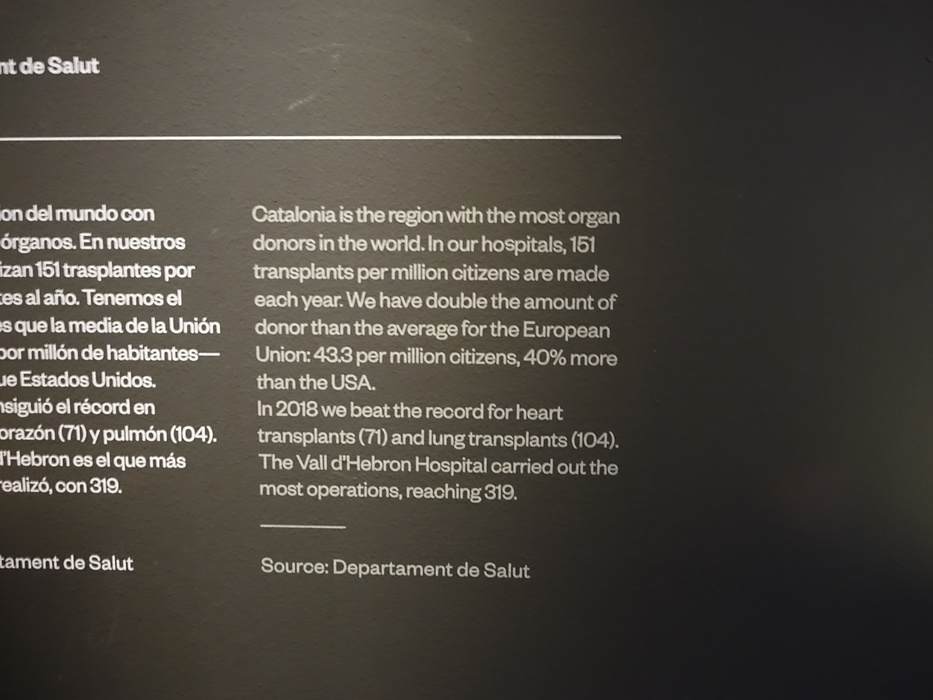 nt de Salut
ion del mundo con
órganos. En nuestros
izan 151 trasplantes por
es al año. Tenemos el
s que la media de la Unión
por millón de habitantes—
ue Estados Unidos.
nsiguió el récord en
orazón (71) y pulmón (104).
l'Hebron es el que más
realizó, con 319.
tament de Salut
Catalonia is the region with the most organ
donors in the world. In our hospitals, 151
transplants per million citizens are made
each year. We have double the amount of
donor than the average for the European
Union: 43.3 per million citizens, 40% more
than the USA.
In 2018 we beat the record for heart
transplants (71) and lung transplants (104).
The Vall d'Hebron Hospital carried out the
most operations, reaching 319.
Source: Departament de Salut